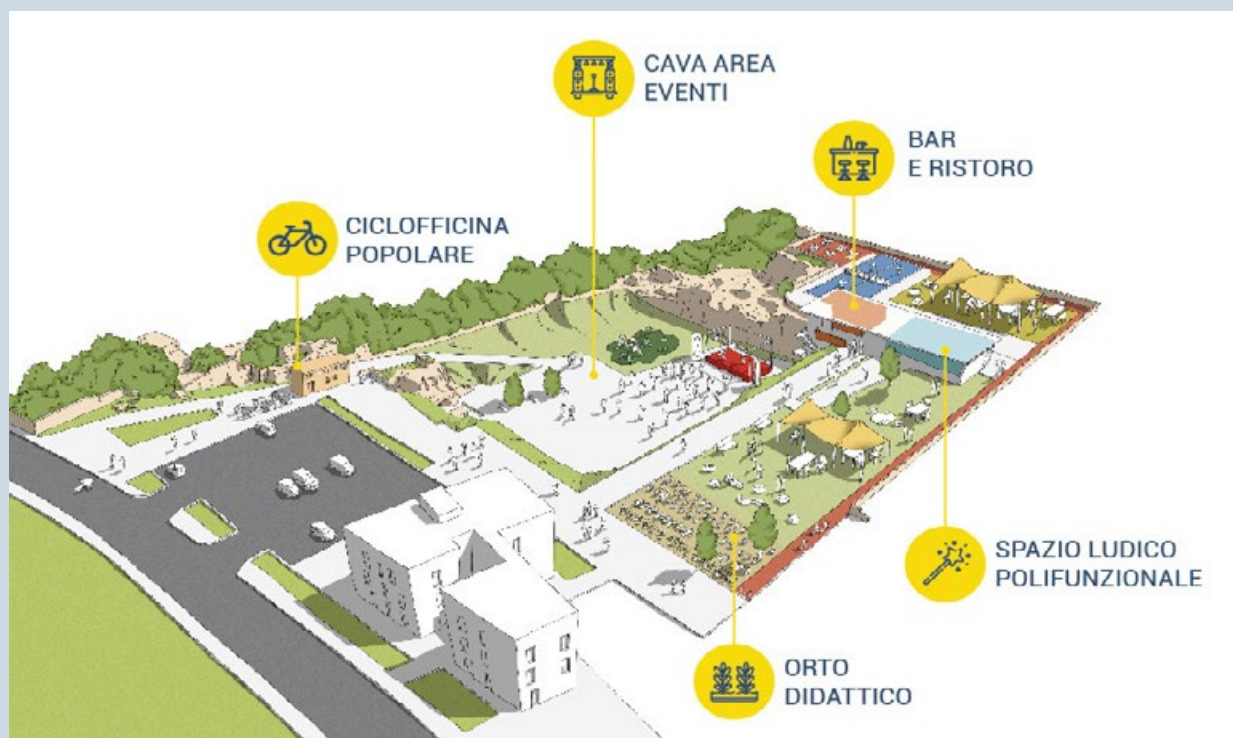 CAVA AREA
EVENTI
BAR
E RISTORO
CICLOFFICINA
POPOLARE
SPAZIO LUDICO
POLIFUNZIONALE
ORTO
DIDATTICO